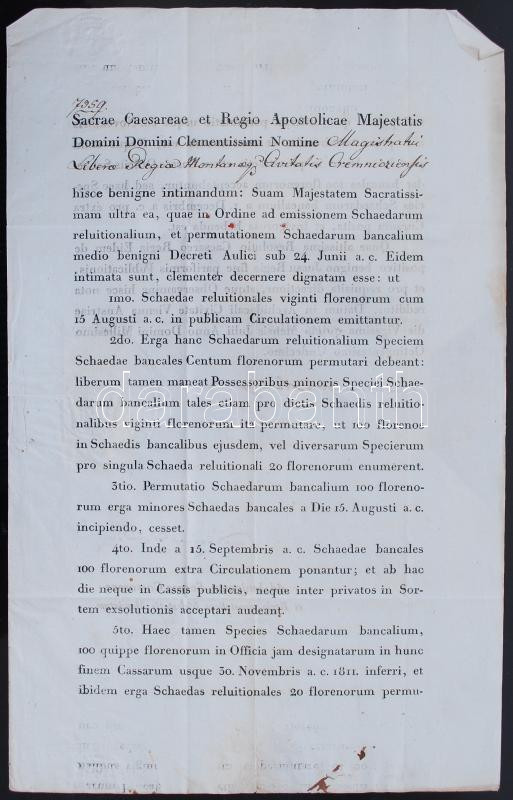 7359.
Sacrae Caesareae et Regio Apostolicae Majestatis
Domini Domini Clementissimi Nomine Magistratui
Liberae Regiae Montanaeq Civitatis Cremnicziensis
hisce benigne intimandum: Suam Majestatem Sacratissi-
mam ultra ea, quae in Ordine ad emissionem Schaedarum
reluitionalium, et permutationem Schaedarum bancalium
medio benigni Decreti Aulici sub 24. Junii a. c. Eidem
intimata sunt, clementer decernere dignatam esse: ut
1mo. Schaedae reluitionales viginti florenorum cum
15 Augusti a. c. in publicam Circulationem emittantur.
2do. Erga hanc Schaedarum reluitionalium Speciem
Schaedae bancales Centum florenorum permutari debeant:
liberum tamen maneat Possessoribus minoris Speciei Schae-
darum bancalium tales etiam pro dictis Schaedis reluitio-
nalibus viginti florenorum ita permutare, ut 100 florenos
in Schaedis bancalibus ejusdem, vel diversarum Specierum
pro singula Schaeda reluitionali 20 florenorum enumerent.
3tio. Permutatio Schaedarum bancalium 100 floreno-
rum erga minores Schaedas bancales a Die 15. Augusti a. c.
incipiendo, cesset.
4to. Inde a 15. Septembris a. c. Schaedae bancales
100 florenorum extra Circulationem ponantur; et ab hac
die neque in Cassis publicis, neque inter privatos in Sor-
tem exsolutionis acceptari audeant.
5to. Haec tamen Species Schaedarum bancalium,
100 quippe florenorum in Officia jam designatarum in hunc
finem Cassarum usque 30. Novembris a. c. 1811. inferri, et
ibidem erga Schaedas reluitionales 20 florenorum permu-
darabanth.com